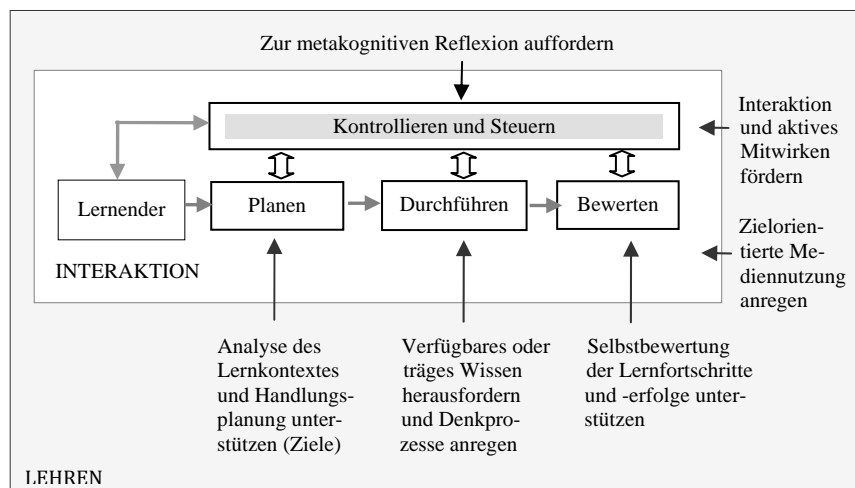 Zur metakognitiven Reflexion auffordern
Kontrollieren und Steuern
Interaktion
und aktives
Mitwirken
fördern
Lernender
Planen
Durchführen
Bewerten
INTERAKTION
Zielorien-
tierte Me-
diennutzung
anregen
Analyse des
Lernkontextes
und Handlungs-
planung unter-
stützen (Ziele)
Verfügbares oder
träges Wissen
herausfordern
und Denkpro-
zesse anregen
Selbstbewertung
der Lernfortschritte
und -erfolge unter-
stützen
LEHREN